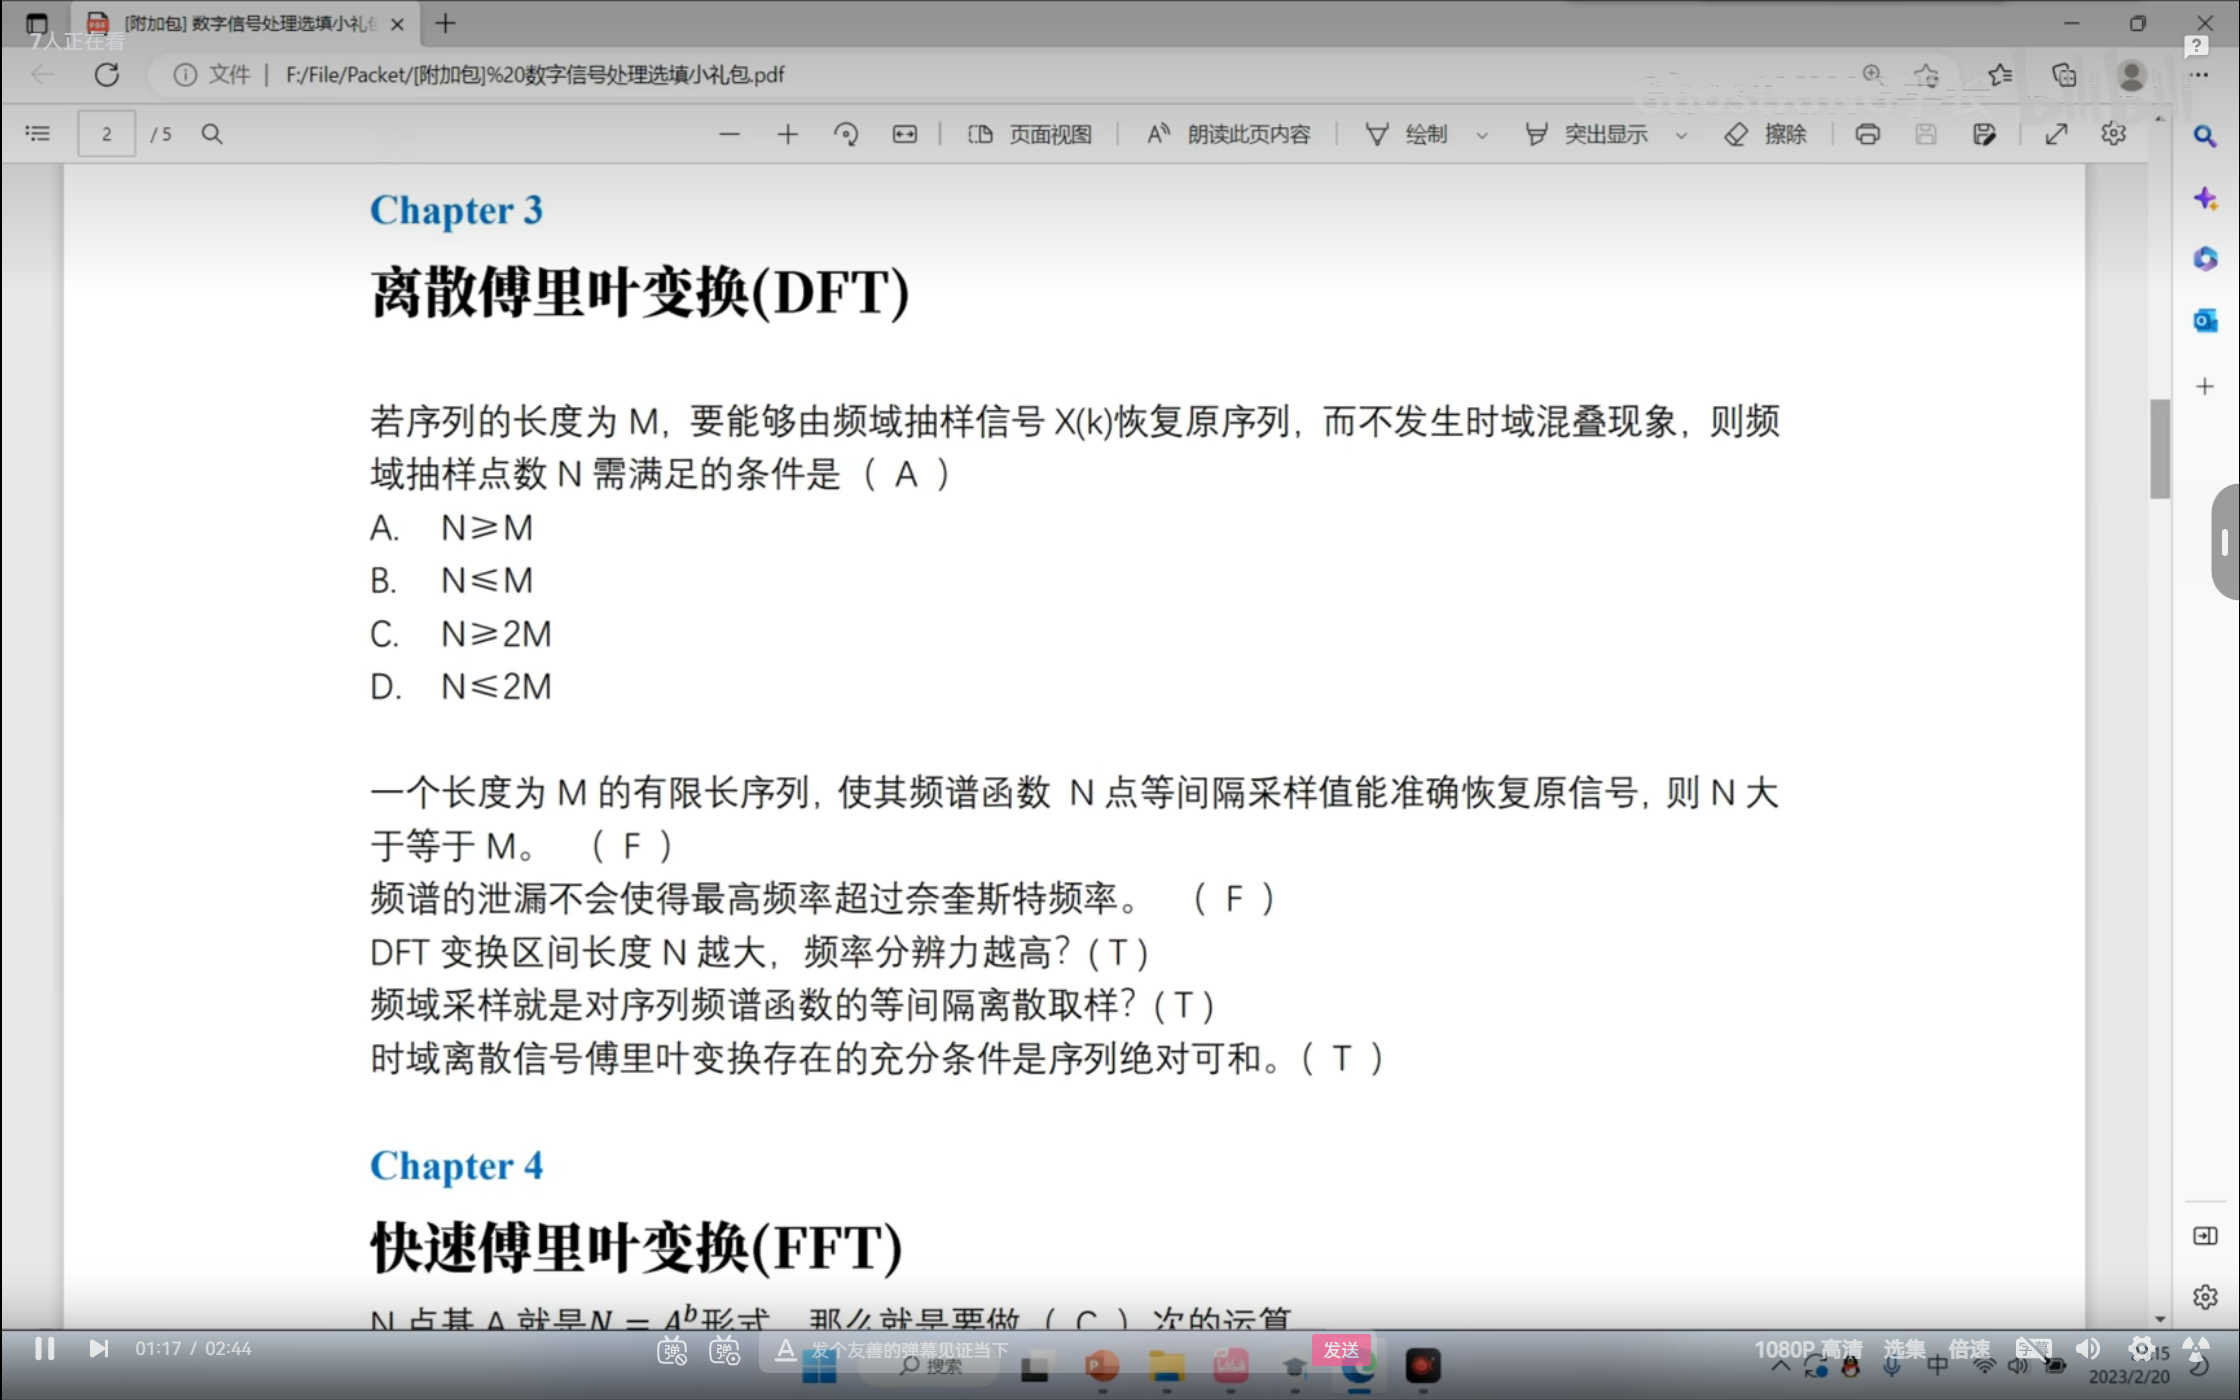 [附加包] 数字信号处理选填小礼包
7人正在看
文件
F:/File/Packet/[附加包]%20数字信号处理选填小礼包.pdf
2 / 5
页面视图
朗读此页内容
绘制
突出显示
擦除
Chapter 3
离散傅里叶变换(DFT)
若序列的长度为 M，要能够由频域抽样信号 X(k)恢复原序列，而不发生时域混叠现象，则频
域抽样点数 N 需满足的条件是（ A ）
A. N⩾M
B. N⩽M
C. N⩾2M
D. N⩽2M
一个长度为 M 的有限长序列，使其频谱函数 N 点等间隔采样值能准确恢复原信号，则 N 大
于等于 M。 （ F ）
频谱的泄漏不会使得最高频率超过奈奎斯特频率。 （ F ）
DFT 变换区间长度 N 越大，频率分辨力越高? ( T )
频域采样就是对序列频谱函数的等间隔离散取样? ( T )
时域离散信号傅里叶变换存在的充分条件是序列绝对可和。（ T ）
Chapter 4
快速傅里叶变换(FFT)
N 点基 A 就是N = A^b形式，那么就是要做（ C ）次的运算
01:17 / 02:44
发个友善的弹幕见证当下
发送
搜索
1080P 高清
选集
倍速
中
2023/2/20